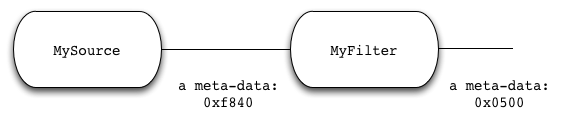 MySource
MyFilter
a meta-data:
0xf840
a meta-data:
0x0500